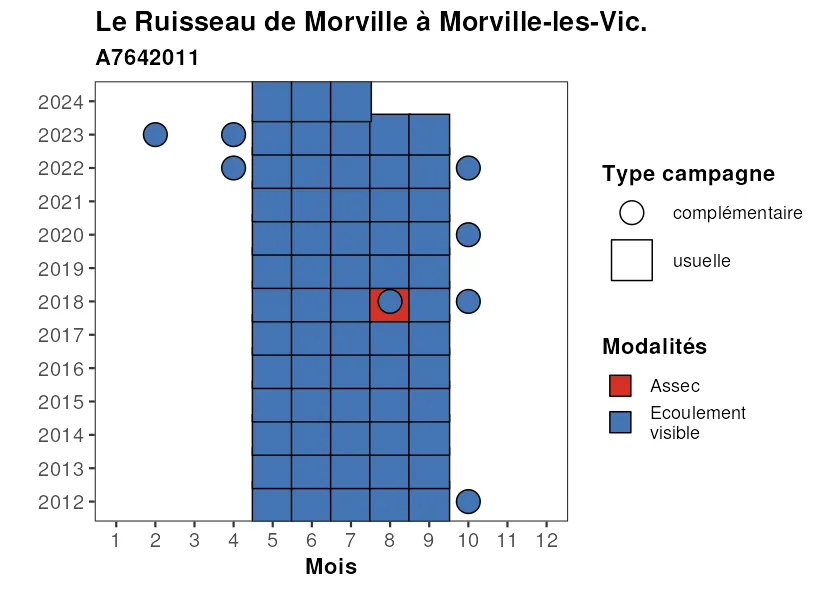 Le Ruisseau de Morville à Morville-les-Vic.
A7642011
2024
2023
2022
2021
2020
2019
2018
2017
2016
2015
2014
2013
2012
1 2 3 4 5 6 7 8 9 10 11 12
Mois
Type campagne
complémentaire
usuelle
Modalités
Assec
Ecoulement
visible